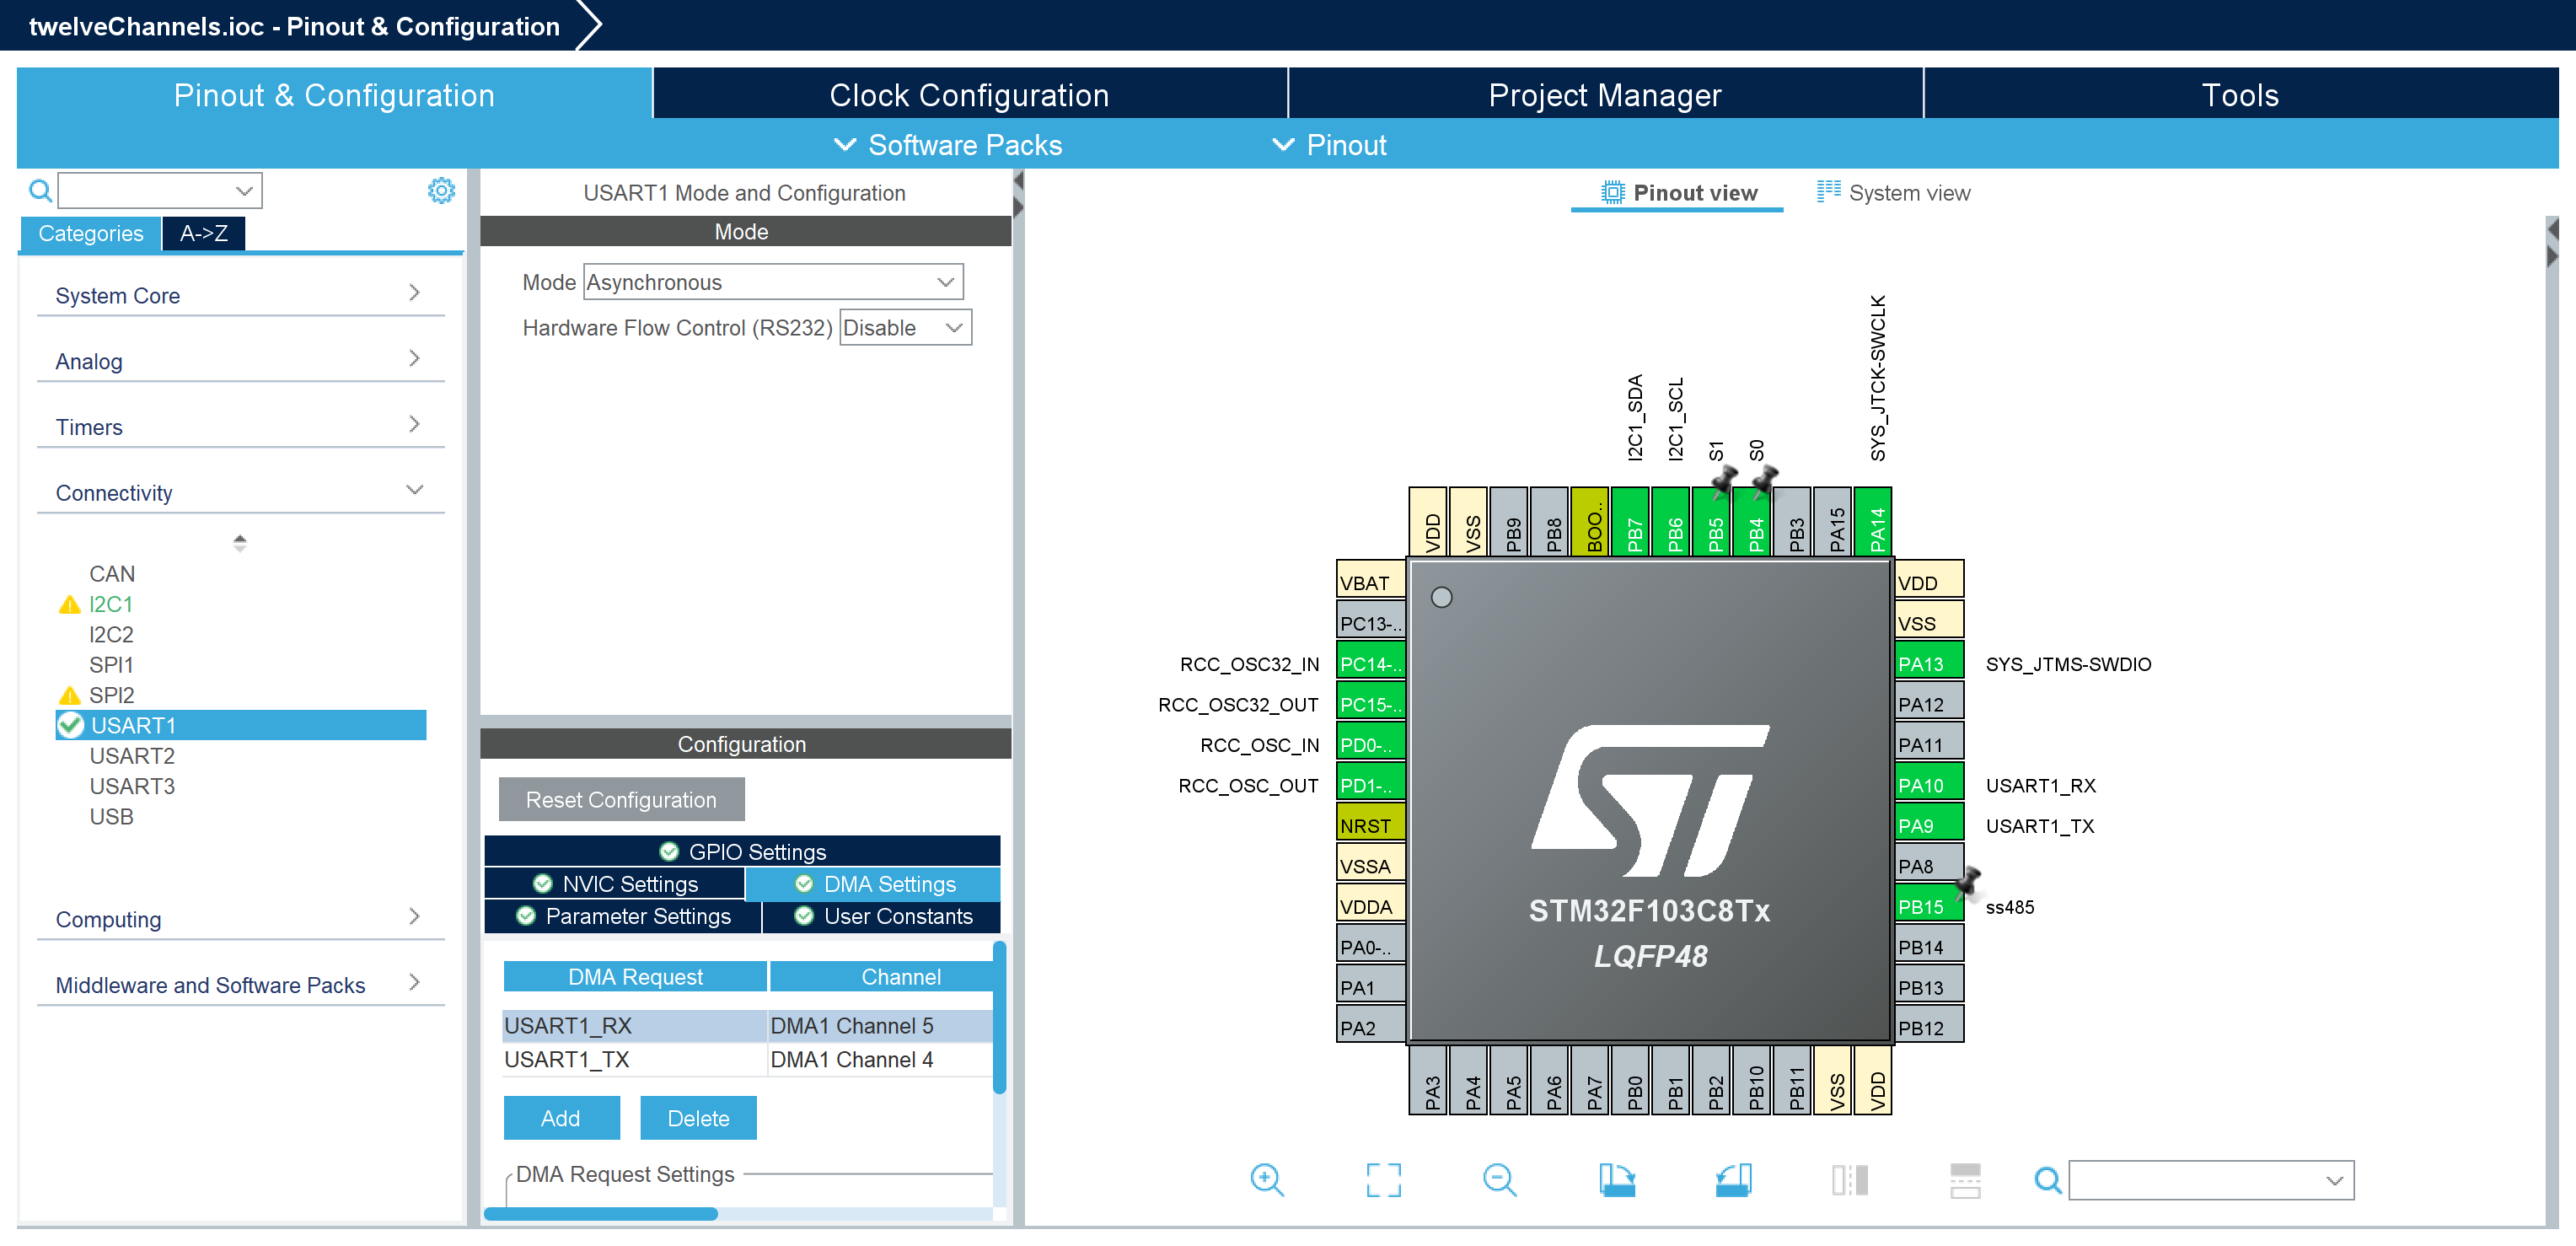 twelveChannels.ioc - Pinout & Configuration
Pinout & Configuration
Clock Configuration
Project Manager
Tools
Software Packs
Pinout
Categories
A->Z
System Core
Analog
Timers
Connectivity
CAN
I2C1
I2C2
SPI1
SPI2
USART1
USART2
USART3
USB
Computing
Middleware and Software Packs
USART1 Mode and Configuration
Mode
Mode Asynchronous
Hardware Flow Control (RS232) Disable
Configuration
Reset Configuration
GPIO Settings
NVIC Settings
DMA Settings
Parameter Settings
User Constants
DMA Request
Channel
USART1_RX
DMA1 Channel 5
USART1_TX
DMA1 Channel 4
Add
Delete
DMA Request Settings
Pinout view
System view
I2C1_SDA
I2C1_SCL
S1
S0
SYS_JTCK-SWCLK
VDD
VSS
PB9
PB8
BOO..
PB7
PB6
PB5
PB4
PB3
PA15
PA14
VBAT
PC13-..
RCC_OSC32_IN
PC14-..
RCC_OSC32_OUT
PC15-..
RCC_OSC_IN
PD0-..
RCC_OSC_OUT
PD1-..
NRST
VSSA
VDDA
PA0-..
PA1
PA2
ST
STM32F103C8Tx
LQFP48
VDD
VSS
PA13
SYS_JTMS-SWDIO
PA12
PA11
PA10
USART1_RX
PA9
USART1_TX
PA8
PB15
ss485
PB14
PB13
PB12
PA3
PA4
PA5
PA6
PA7
PB0
PB1
PB2
PB10
PB11
VSS
VDD